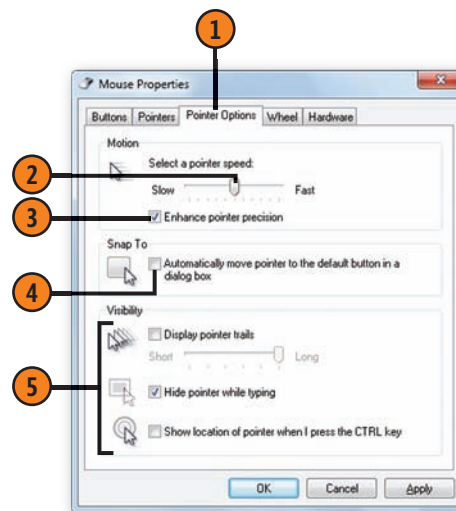 1
Mouse Properties
Buttons Pointers Pointer Options Wheel Hardware
Motion
Select a pointer speed:
2
Slow Fast
3
Enhance pointer precision
Snap To
Automatically move pointer to the default button in a
dialog box
4
Visibility
Display pointer trails
Short Long
5
Hide pointer while typing
Show location of pointer when I press the CTRL key
OK Cancel Apply